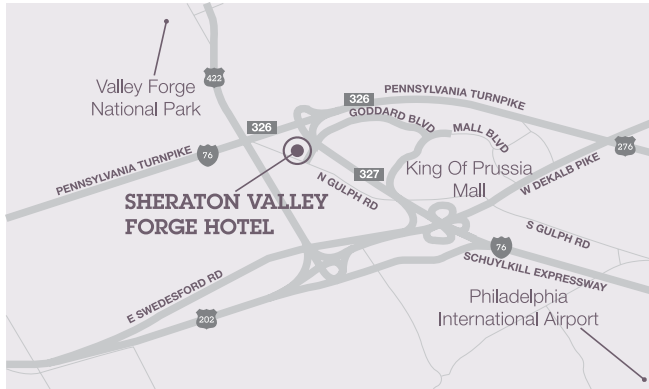 Valley Forge
National Park
422
326
PENNSYLVANIA TURNPIKE
326
GODDARD BLVD
MALL BLVD
276
76
PENNSYLVANIA TURNPIKE
327
King Of Prussia
Mall
W DEKALB PIKE
N GULPH RD
SHERATON VALLEY
FORGE HOTEL
S GULPH RD
76
SCHUYLKILL EXPRESSWAY
E SWEDESFORD RD
202
Philadelphia
International Airport